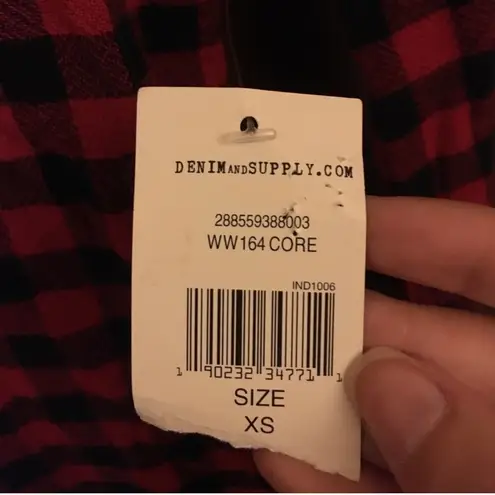 DENIMANDSUPPLY.COM
288559388003
WW164 CORE
IND1006
1 90232 34771 1
SIZE
XS